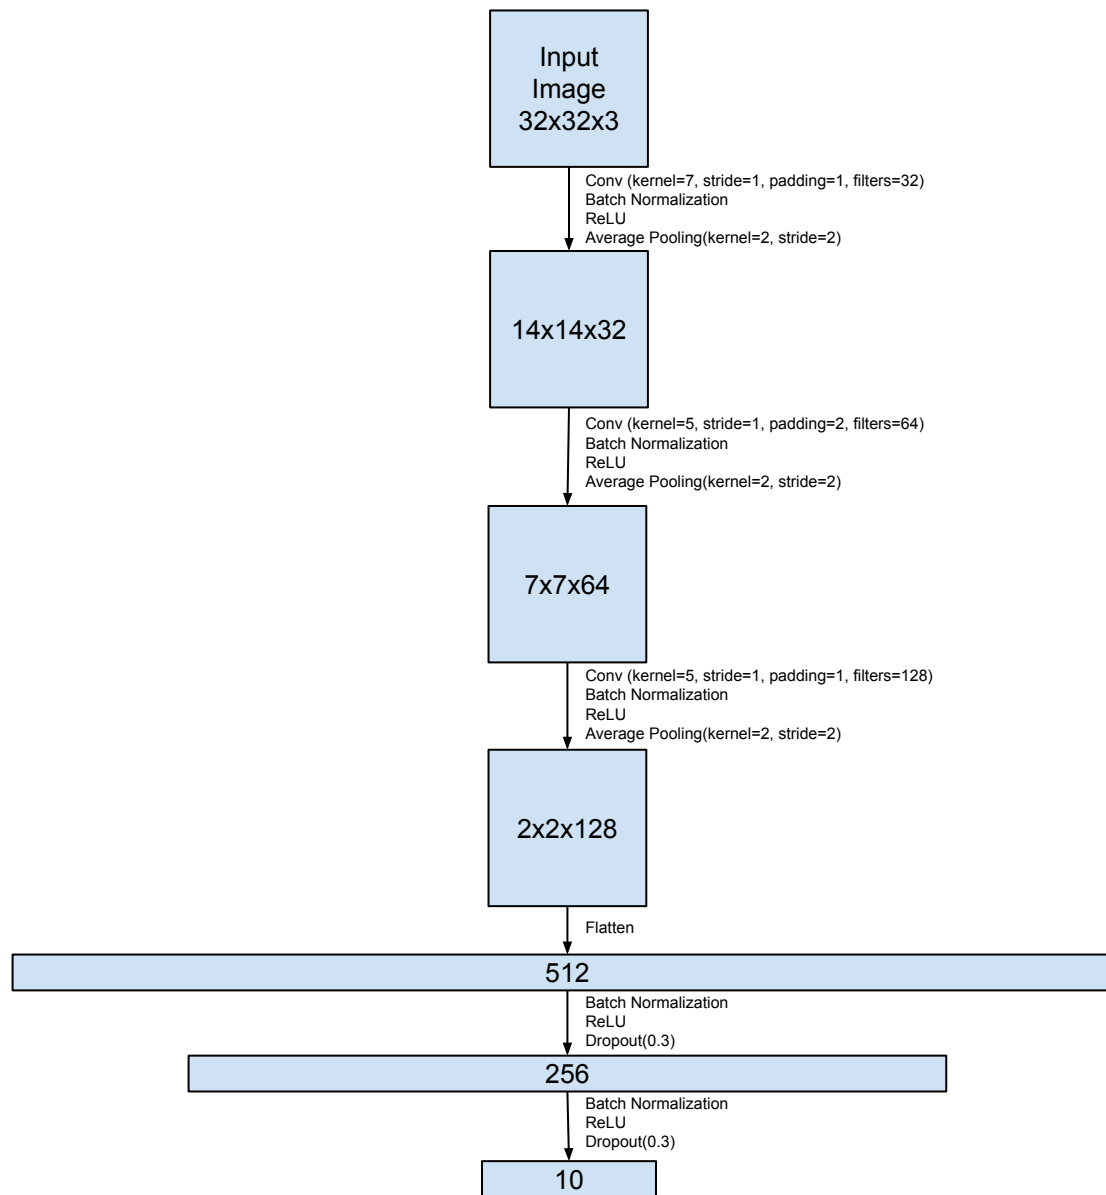 Input
Image
32x32x3
Conv (kernel=7, stride=1, padding=1, filters=32)
Batch Normalization
ReLU
Average Pooling(kernel=2, stride=2)
14x14x32
Conv (kernel=5, stride=1, padding=2, filters=64)
Batch Normalization
ReLU
Average Pooling(kernel=2, stride=2)
7x7x64
Conv (kernel=5, stride=1, padding=1, filters=128)
Batch Normalization
ReLU
Average Pooling(kernel=2, stride=2)
2x2x128
Flatten
512
Batch Normalization
ReLU
Dropout(0.3)
256
Batch Normalization
ReLU
Dropout(0.3)
10